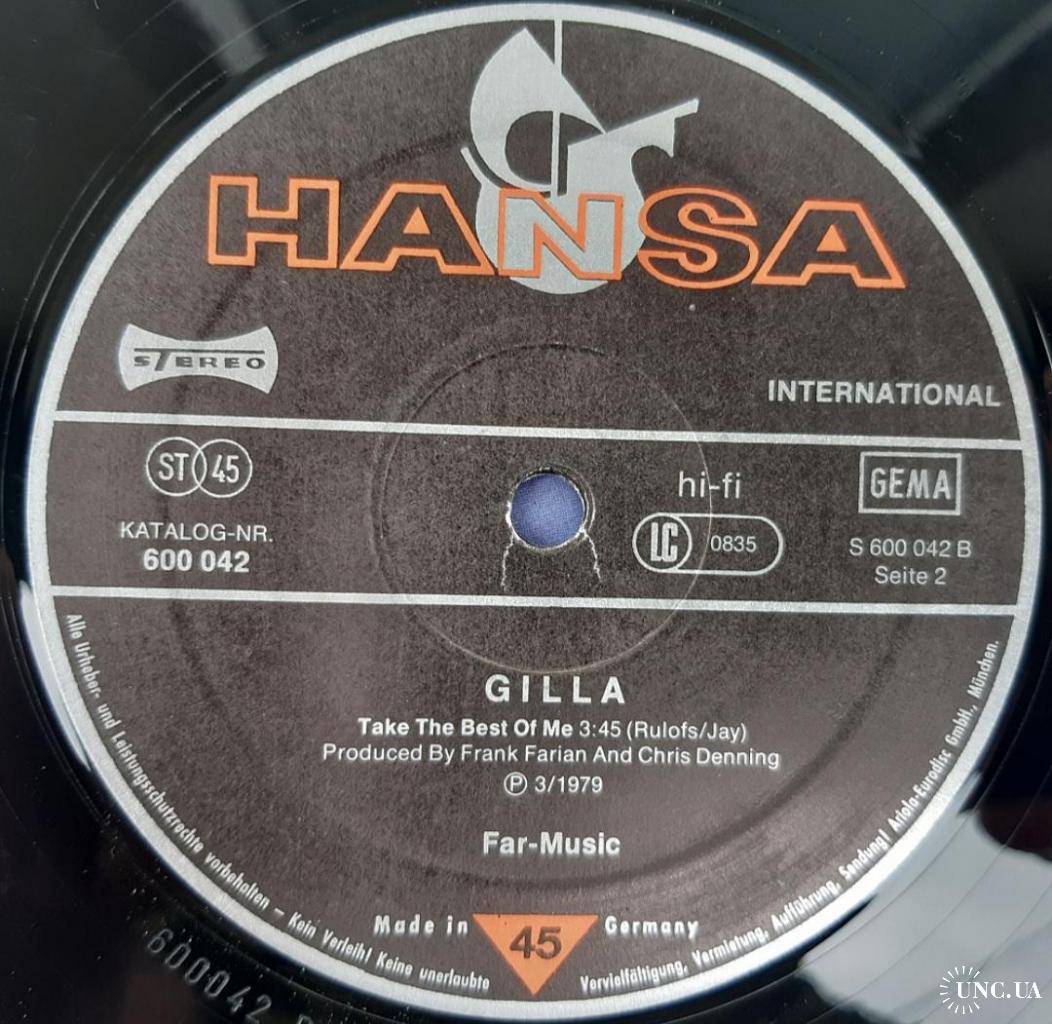 HANSA
STEREO
INTERNATIONAL
ST 45
hi-fi
GEMA
KATALOG-NR.
600 042
LC 0835
S 600 042 B
Seite 2
GILLA
Take The Best Of Me 3:45 (Rulofs/Jay)
Produced By Frank Farian And Chris Denning
Ⓟ 3/1979
Far-Music
Made in 45 Germany
Alle Urheber- und Leistungsschutzrechte vorbehalten – Kein Verleih! Keine unerlaubte Vervielfältigung, Vermietung, Aufführung, Sendung! Ariola-Eurodisc GmbH., München.
600042
UNC.UA